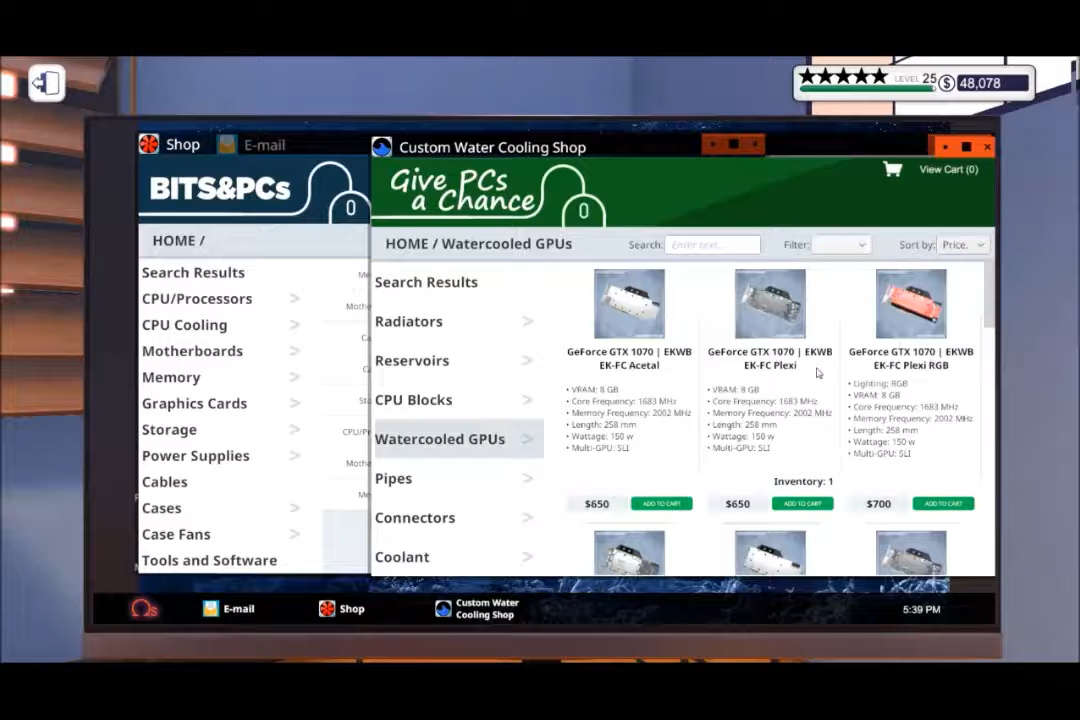 LEVEL 25 $ 48,078
Shop
E-mail
Custom Water Cooling Shop
BITS&PCs
Give PCs
a Chance
View Cart (0)
HOME /
HOME / Watercooled GPUs
Search: Enter text...
Filter:
Sort by: Price,
Search Results
CPU/Processors >
CPU Cooling >
Motherboards >
Memory >
Graphics Cards >
Storage >
Power Supplies >
Cables
Cases >
Case Fans >
Tools and Software
Me
Mothe
Ca
CPU/Pr
Mothe
Me
Search Results
Radiators >
Reservoirs >
CPU Blocks >
Watercooled GPUs >
Pipes >
Connectors >
Coolant >
GeForce GTX 1070 | EKWB
EK-FC Acetal
• VRAM: 8 GB
• Core Frequency: 1683 MHz
• Memory Frequency: 2002 MHz
• Length: 258 mm
• Wattage: 150 w
• Multi-GPU: SLI
$650
ADD TO CART
GeForce GTX 1070 | EKWB
EK-FC Plexi
• VRAM: 8 GB
• Core Frequency: 1683 MHz
• Memory Frequency: 2002 MHz
• Length: 258 mm
• Wattage: 150 w
• Multi-GPU: SLI
Inventory: 1
$650
ADD TO CART
GeForce GTX 1070 | EKWB
EK-FC Plexi RGB
• Lighting: RGB
• VRAM: 8 GB
• Core Frequency: 1683 MHz
• Memory Frequency: 2002 MHz
• Length: 258 mm
• Wattage: 150 w
• Multi-GPU: SLI
$700
ADD TO CART
E-mail
Shop
Custom Water
Cooling Shop
5:39 PM